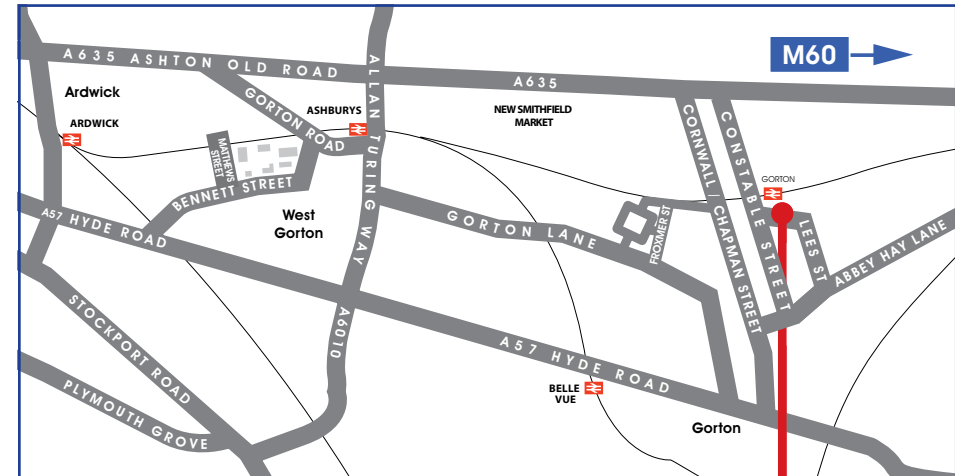 A635 ASHTON OLD ROAD
A635
M60
Ardwick
ARDWICK
ASHBURYS
ALLAN TURING WAY
NEW SMITHFIELD
MARKET
GORTON ROAD
MATTHEWS
STREET
BENNETT STREET
West
Gorton
A57 HYDE ROAD
GORTON LANE
FROXMER ST
CORNWALL / CHAPMAN STREET
CONSTABLE STREET
GORTON
LEES ST
ABBEY HAY LANE
STOCKPORT ROAD
A6010
A57 HYDE ROAD
BELLE
VUE
PLYMOUTH GROVE
Gorton